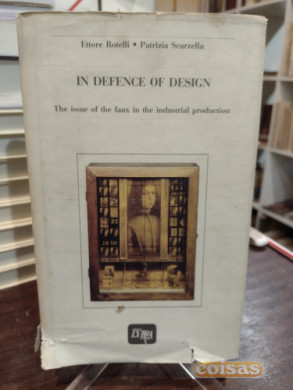 Ettore Rotelli • Patrizia Scarzella
IN DEFENCE OF DESIGN
The issue of the faux in the industrial production
coisas